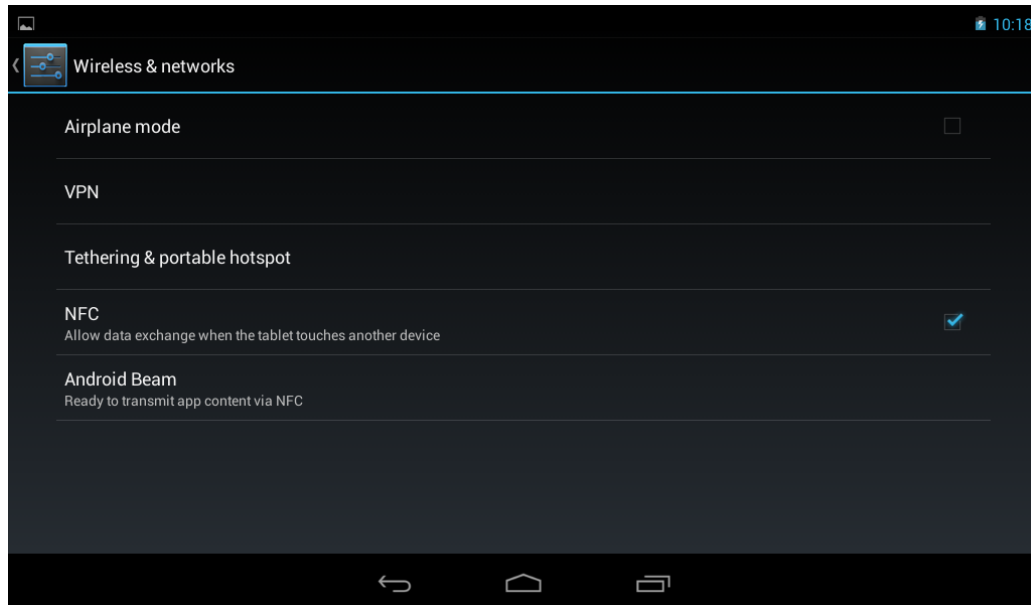 10:18
Wireless & networks
Airplane mode
VPN
Tethering & portable hotspot
NFC
Allow data exchange when the tablet touches another device
Android Beam
Ready to transmit app content via NFC